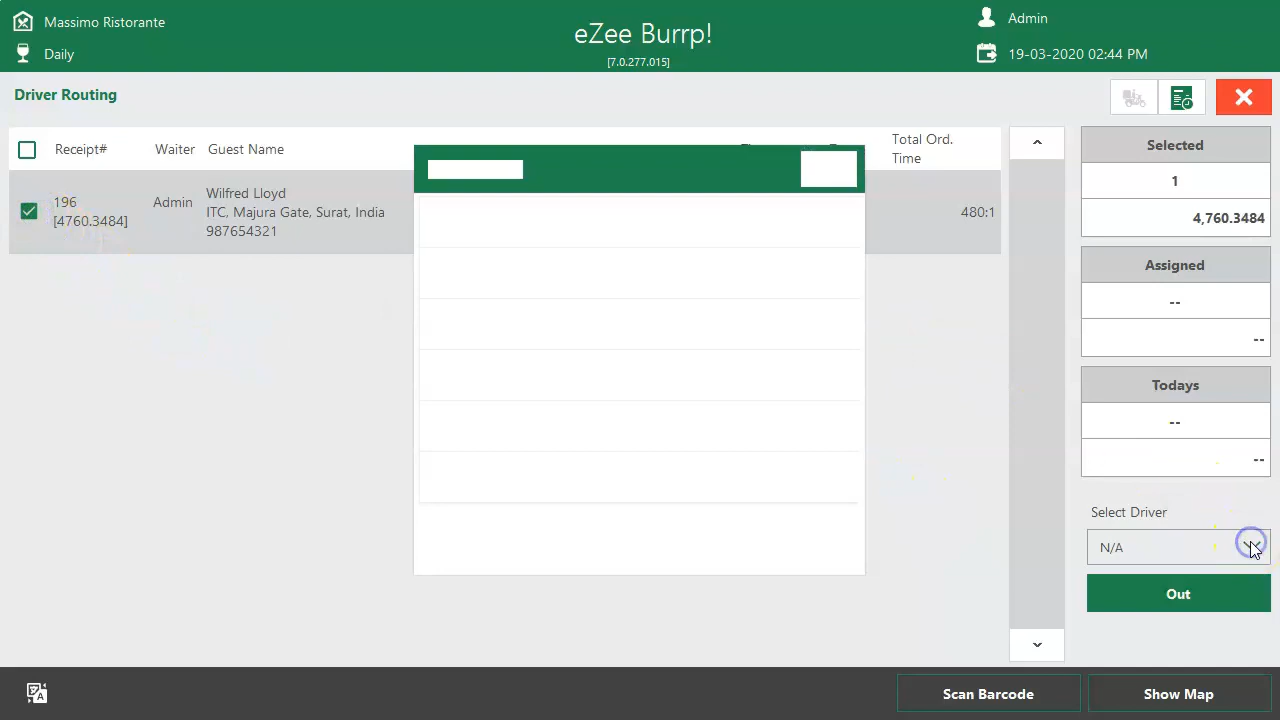 Massimo Ristorante
Daily
eZee Burrp!
[7.0.277.015]
Admin
19-03-2020 02:44 PM
Driver Routing
Receipt#
Waiter
Guest Name
Total Ord.
Time
196
[4760.3484]
Admin
Wilfred Lloyd
ITC, Majura Gate, Surat, India
987654321
480:1
Selected
1
4,760.3484
Assigned
--
--
Todays
--
--
Select Driver
N/A
Out
Scan Barcode
Show Map